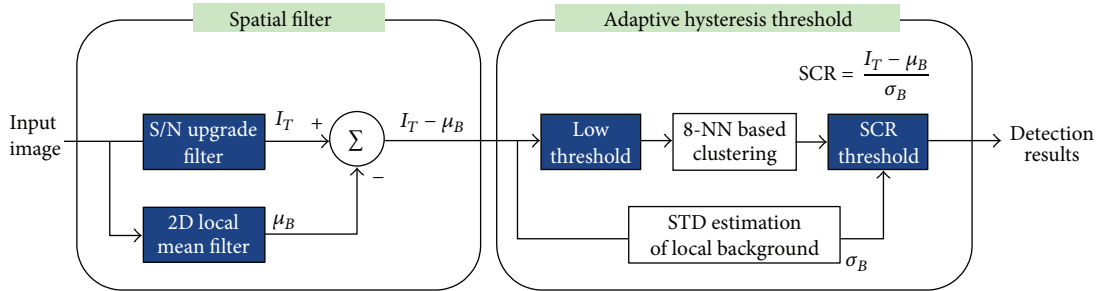 Spatial filter
Adaptive hysteresis threshold
SCR = (I_T − μ_B) / σ_B
Input
image
S/N upgrade
filter
I_T
+
Σ
−
I_T − μ_B
Low
threshold
8-NN based
clustering
SCR
threshold
Detection
results
2D local
mean filter
μ_B
STD estimation
of local background
σ_B